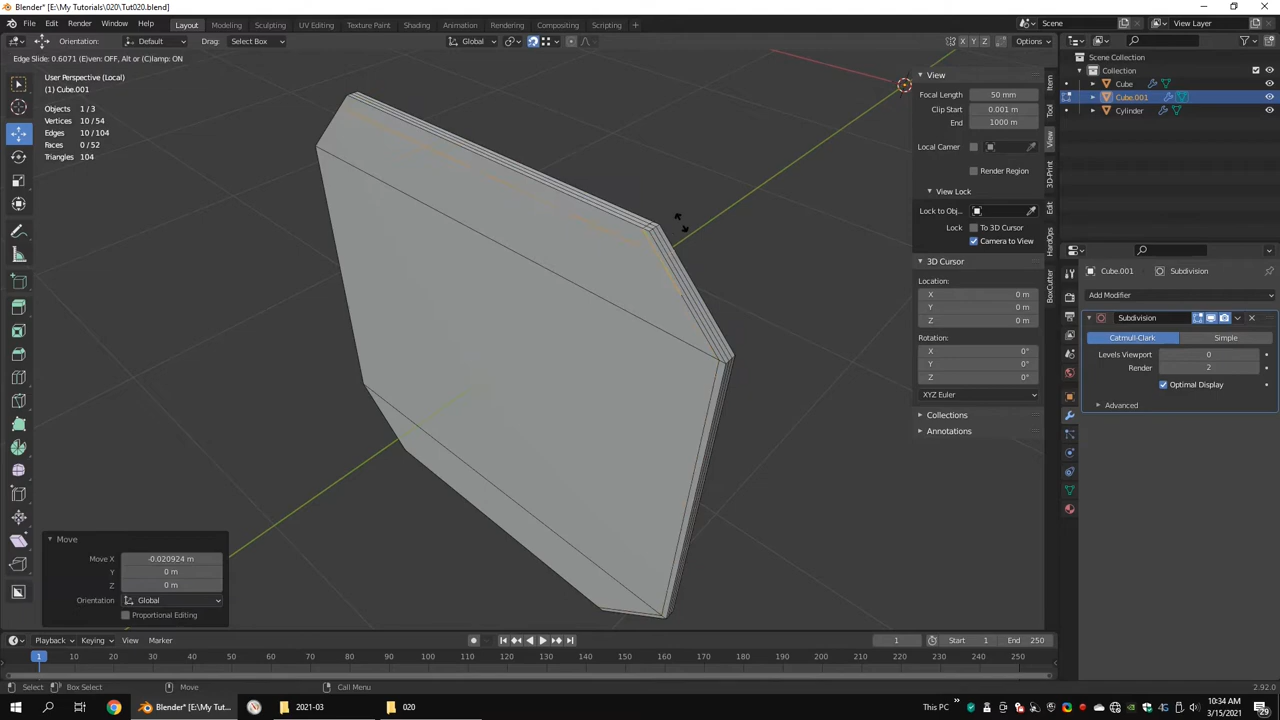 Blender* [E:\My Tutorials\020\Tut020.blend]
File Edit Render Window Help Layout Modeling Sculpting UV Editing Texture Paint Shading Animation Rendering Compositing Scripting + Scene View Layer
Orientation: Default Drag: Select Box Global X Y Z Options
Edge Slide: 0.6071 (E)ven: OFF, Alt or (C)lamp: ON
User Perspective (Local)
(1) Cube.001
Objects 1 / 3
Vertices 10 / 54
Edges 10 / 104
Faces 0 / 52
Triangles 104
View
Focal Length 50 mm
Clip Start 0.001 m
End 1000 m
Local Camer
Render Region
View Lock
Lock to Obj...
Lock To 3D Cursor
Camera to View
3D Cursor
Location:
X 0 m
Y 0 m
Z 0 m
Rotation:
X 0°
Y 0°
Z 0°
XYZ Euler
Collections
Annotations
Item
Tool
View
3D-Print
Edit
HardOps
BoxCutter
Scene Collection
Collection
Cube
Cube.001
Cylinder
Cube.001 Subdivision
Add Modifier
Subdivision
Catmull-Clark Simple
Levels Viewport 0
Render 2
Optimal Display
Advanced
Move
Move X -0.020924 m
Y 0 m
Z 0 m
Orientation Global
Proportional Editing
Playback Keying View Marker 1 Start 1 End 250
1 10 20 30 40 50 60 70 80 90 100 110 120 130 140 150 160 170 180 190 200 210 220 230 240 250
Select Box Select Move Call Menu 2.92.0
Blender* [E:\My Tut... 2021-03 020 This PC 10:34 AM
3/15/2021